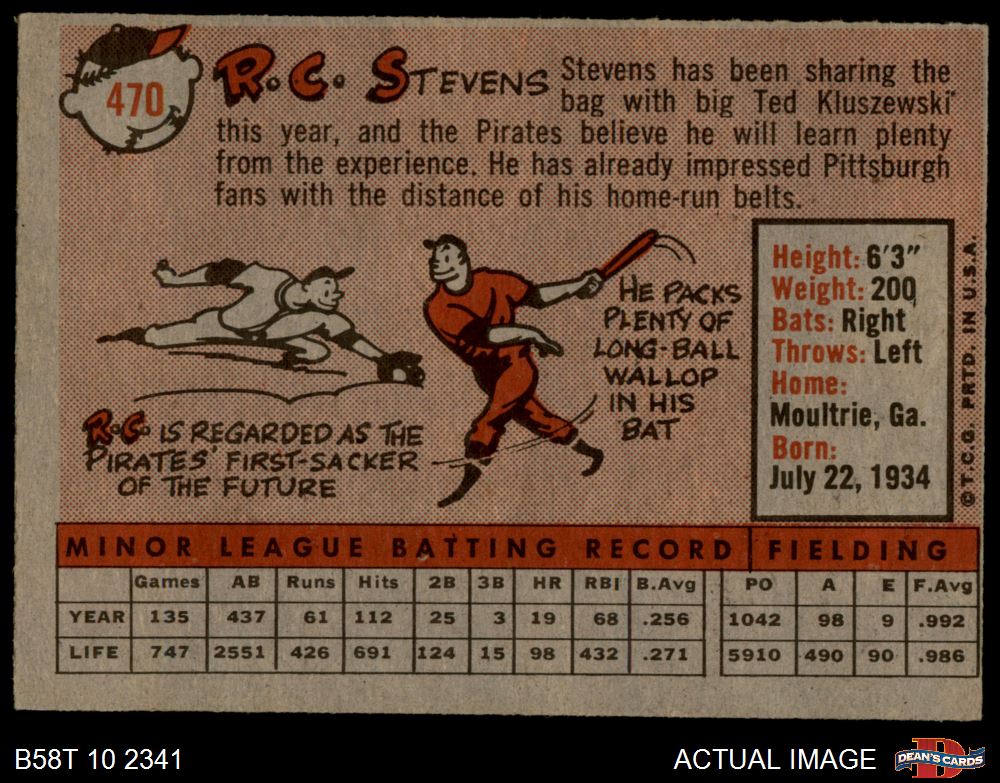 470
R.C. STEVENS
Stevens has been sharing the
bag with big Ted Kluszewski
this year, and the Pirates believe he will learn plenty
from the experience. He has already impressed Pittsburgh
fans with the distance of his home-run belts.
R.C. IS REGARDED AS THE
PIRATES' FIRST-SACKER
OF THE FUTURE
HE PACKS
PLENTY OF
LONG-BALL
WALLOP
IN HIS
BAT
Height: 6'3"
Weight: 200
Bats: Right
Throws: Left
Home:
Moultrie, Ga.
Born:
July 22, 1934
© T.C.G. PRTD. IN U.S.A.
MINOR LEAGUE BATTING RECORD FIELDING
Games AB Runs Hits 2B 3B HR RBI B.Avg PO A E F.Avg
YEAR 135 437 61 112 25 3 19 68 .256 1042 98 9 .992
LIFE 747 2551 426 691 124 15 98 432 .271 5910 490 90 .986
B58T 10 2341
ACTUAL IMAGE
D
DEAN'S CARDS